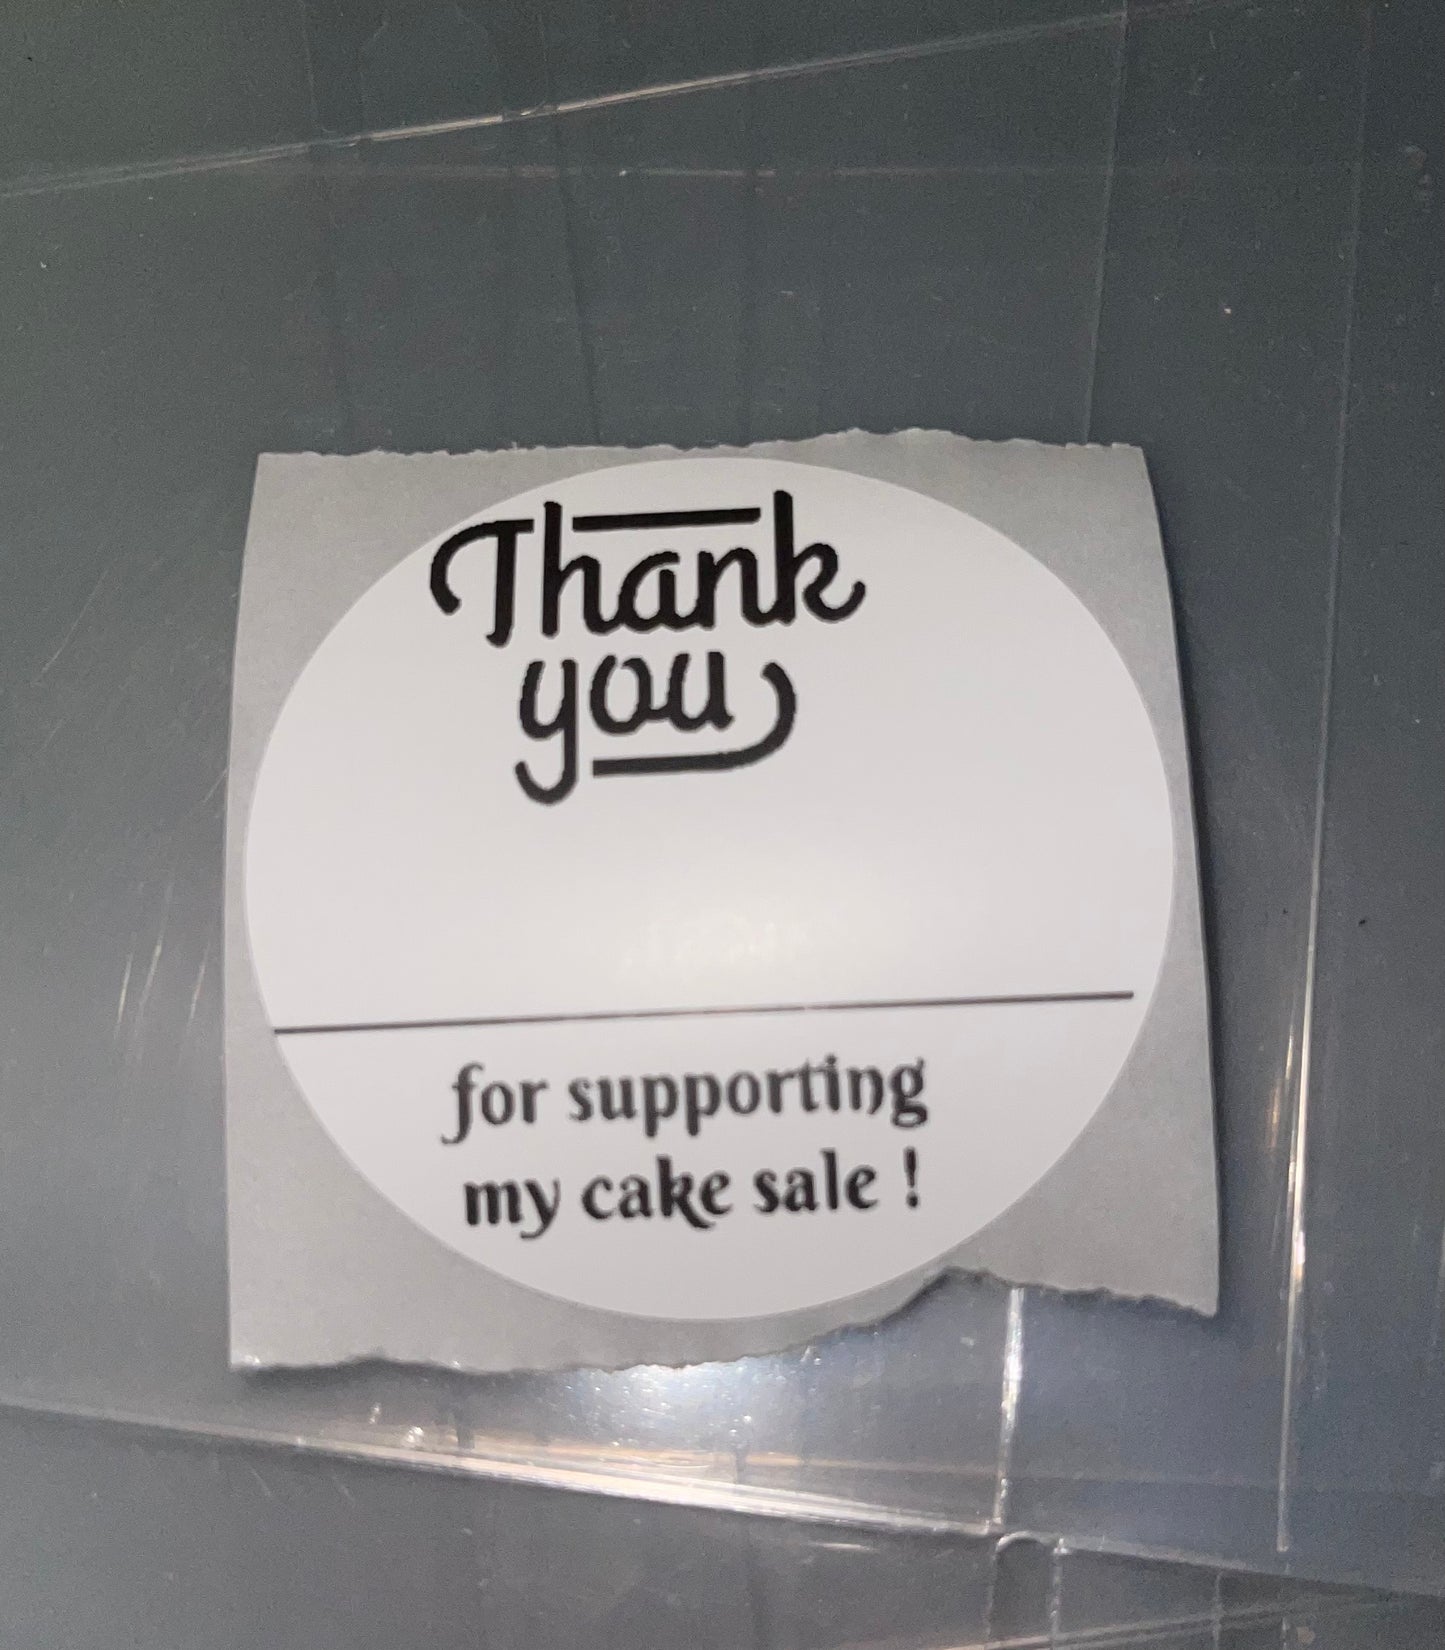 Thank
you
for supporting
my cake sale !